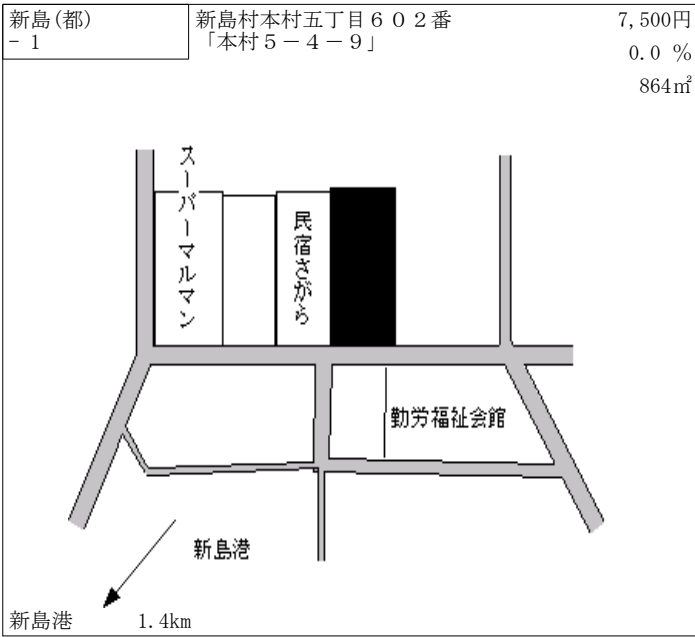 新島(都)
- 1
新島村本村五丁目６０２番
「本村５－４－９」
7,500円
0.0 %
864㎡
スーパーマルマン
民宿さがら
勤労福祉会館
新島港
新島港 1.4km